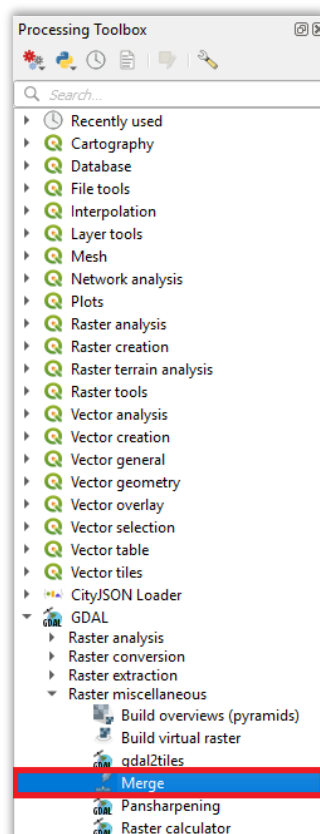 Processing Toolbox
Search...
Recently used
Cartography
Database
File tools
Interpolation
Layer tools
Mesh
Network analysis
Plots
Raster analysis
Raster creation
Raster terrain analysis
Raster tools
Vector analysis
Vector creation
Vector general
Vector geometry
Vector overlay
Vector selection
Vector table
Vector tiles
CityJSON Loader
GDAL
Raster analysis
Raster conversion
Raster extraction
Raster miscellaneous
Build overviews (pyramids)
Build virtual raster
gdal2tiles
Merge
Pansharpening
Raster calculator